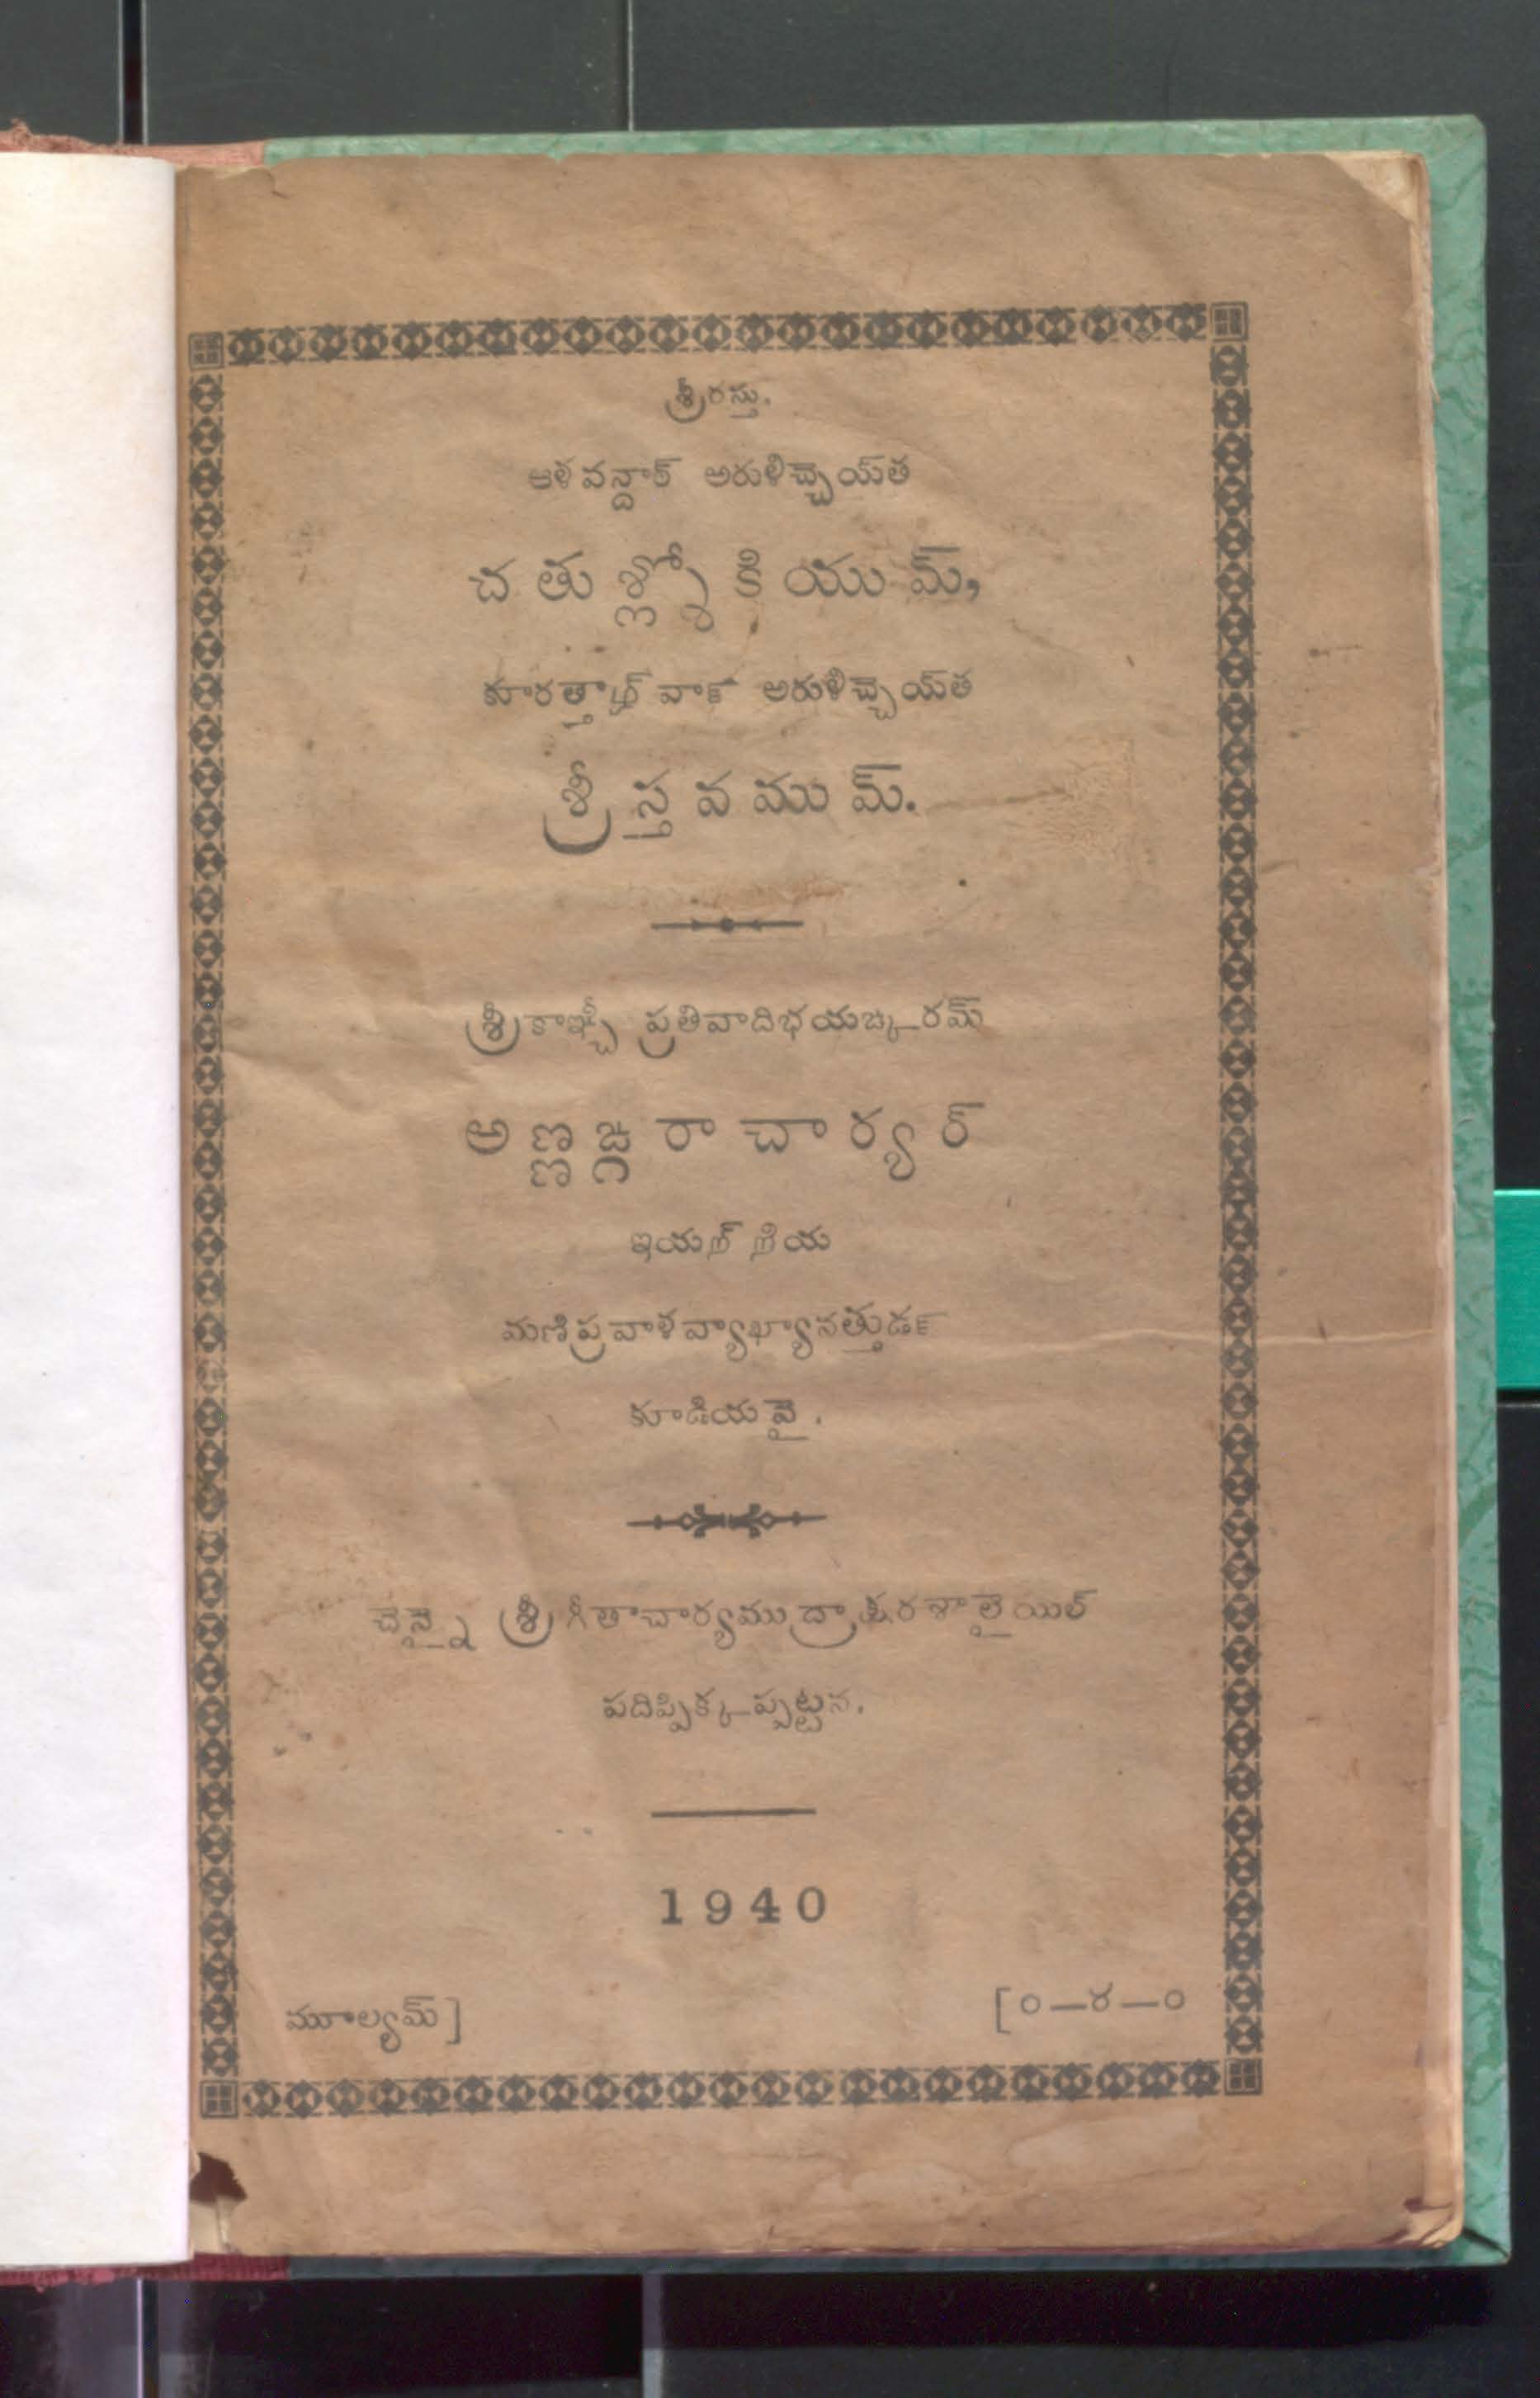 శ్రీరస్తు.
ఆళవన్దార్ అరుళిచ్చెయ్‌త
చతుశ్శ్లోకియుమ్,
కూరత్తాழ்వాన్ అరుళిచ్చెయ్‌త
శ్రీస్తవముమ్.
శ్రీకాఞ్చీ ప్రతివాదిభయఙ్కరమ్
అణ్ణఙ్గరాచార్యర్
మణిప్రవాళవ్యాఖ్యానత్తుడన్
కూడియవై.
చెన్నై శ్రీగీతాచార్యముద్రాక్షరశాలైయిల్
పదిప్పిక్కప్పట్టన.
1940
మూల్యమ్] [౦—౪—౦